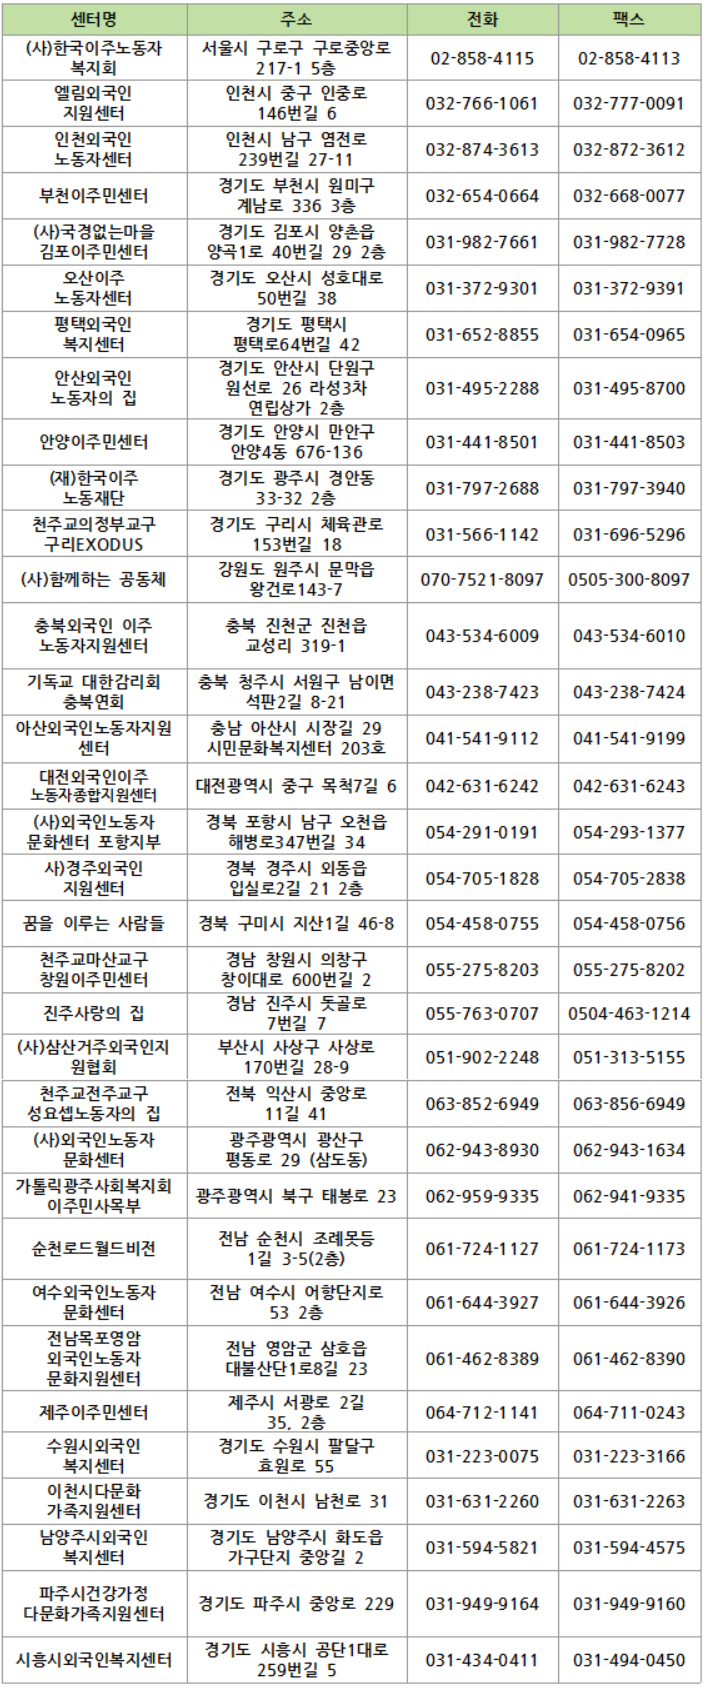 센터명 주소 전화 팩스
(사)한국이주노동자
복지회
서울시 구로구 구로중앙로
217-1 5층
02-858-4115 02-858-4113
엘림외국인
지원센터
인천시 중구 인중로
146번길 6
032-766-1061 032-777-0091
인천외국인
노동자센터
인천시 남구 염전로
239번길 27-11
032-874-3613 032-872-3612
부천이주민센터
경기도 부천시 원미구
계남로 336 3층
032-654-0664 032-668-0077
(사)국경없는마을
김포이주민센터
경기도 김포시 양촌읍
양곡1로 40번길 29 2층
031-982-7661 031-982-7728
오산이주
노동자센터
경기도 오산시 성호대로
50번길 38
031-372-9301 031-372-9391
평택외국인
복지센터
경기도 평택시
평택로64번길 42
031-652-8855 031-654-0965
안산외국인
노동자의 집
경기도 안산시 단원구
원선로 26 라성3차
연립상가 2층
031-495-2288 031-495-8700
안양이주민센터
경기도 안양시 만안구
안양4동 676-136
031-441-8501 031-441-8503
(재)한국이주
노동재단
경기도 광주시 경안동
33-32 2층
031-797-2688 031-797-3940
천주교의정부교구
구리EXODUS
경기도 구리시 체육관로
153번길 18
031-566-1142 031-696-5296
(사)함께하는 공동체
강원도 원주시 문막읍
왕건로143-7
070-7521-8097 0505-300-8097
충북외국인 이주
노동자지원센터
충북 진천군 진천읍
교성리 319-1
043-534-6009 043-534-6010
기독교 대한감리회
충북연회
충북 청주시 서원구 남이면
석판2길 8-21
043-238-7423 043-238-7424
아산외국인노동자지원
센터
충남 아산시 시장길 29
시민문화복지센터 203호
041-541-9112 041-541-9199
대전외국인이주
노동자종합지원센터
대전광역시 중구 목척7길 6
042-631-6242 042-631-6243
(사)외국인노동자
문화센터 포항지부
경북 포항시 남구 오천읍
해병로347번길 34
054-291-0191 054-293-1377
사)경주외국인
지원센터
경북 경주시 외동읍
입실로2길 21 2층
054-705-1828 054-705-2838
꿈을 이루는 사람들
경북 구미시 지산1길 46-8
054-458-0755 054-458-0756
천주교마산교구
창원이주민센터
경남 창원시 의창구
창이대로 600번길 2
055-275-8203 055-275-8202
진주사랑의 집
경남 진주시 돗골로
7번길 7
055-763-0707 0504-463-1214
(사)삼산거주외국인지
원협회
부산시 사상구 사상로
170번길 28-9
051-902-2248 051-313-5155
천주교전주교구
성요셉노동자의 집
전북 익산시 중앙로
11길 41
063-852-6949 063-856-6949
(사)외국인노동자
문화센터
광주광역시 광산구
평동로 29 (삼도동)
062-943-8930 062-943-1634
가톨릭광주사회복지회
이주민사목부
광주광역시 북구 태봉로 23
062-959-9335 062-941-9335
순천로드월드비전
전남 순천시 조례못등
1길 3-5(2층)
061-724-1127 061-724-1173
여수외국인노동자
문화센터
전남 여수시 어항단지로
53 2층
061-644-3927 061-644-3926
전남목포영암
외국인노동자
문화지원센터
전남 영암군 삼호읍
대불산단1로8길 23
061-462-8389 061-462-8390
제주이주민센터
제주시 서광로 2길
35, 2층
064-712-1141 064-711-0243
수원시외국인
복지센터
경기도 수원시 팔달구
효원로 55
031-223-0075 031-223-3166
이천시다문화
가족지원센터
경기도 이천시 남천로 31
031-631-2260 031-631-2263
남양주시외국인
복지센터
경기도 남양주시 화도읍
가구단지 중앙길 2
031-594-5821 031-594-4575
파주시건강가정
다문화가족지원센터
경기도 파주시 중앙로 229
031-949-9164 031-949-9160
시흥시외국인복지센터
경기도 시흥시 공단1대로
259번길 5
031-434-0411 031-494-0450